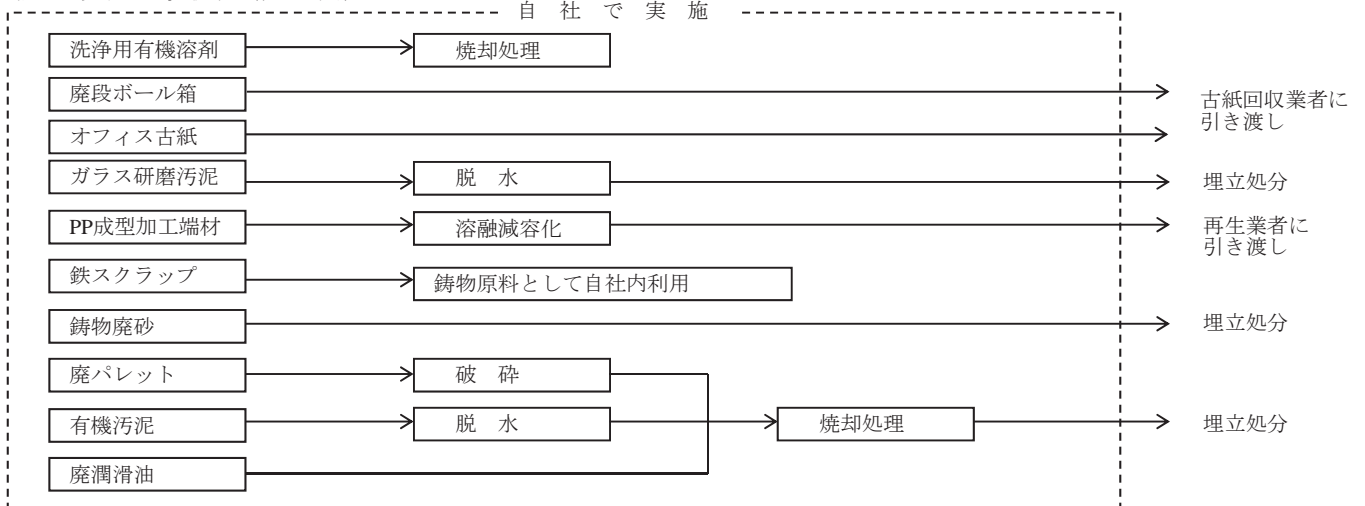 自 社 で 実 施
洗浄用有機溶剤
焼却処理
廃段ボール箱
古紙回収業者に
引き渡し
オフィス古紙
ガラス研磨汚泥
脱 水
埋立処分
PP成型加工端材
溶融減容化
再生業者に
引き渡し
鉄スクラップ
鋳物原料として自社内利用
鋳物廃砂
埋立処分
廃パレット
破 砕
有機汚泥
脱 水
焼却処理
埋立処分
廃潤滑油